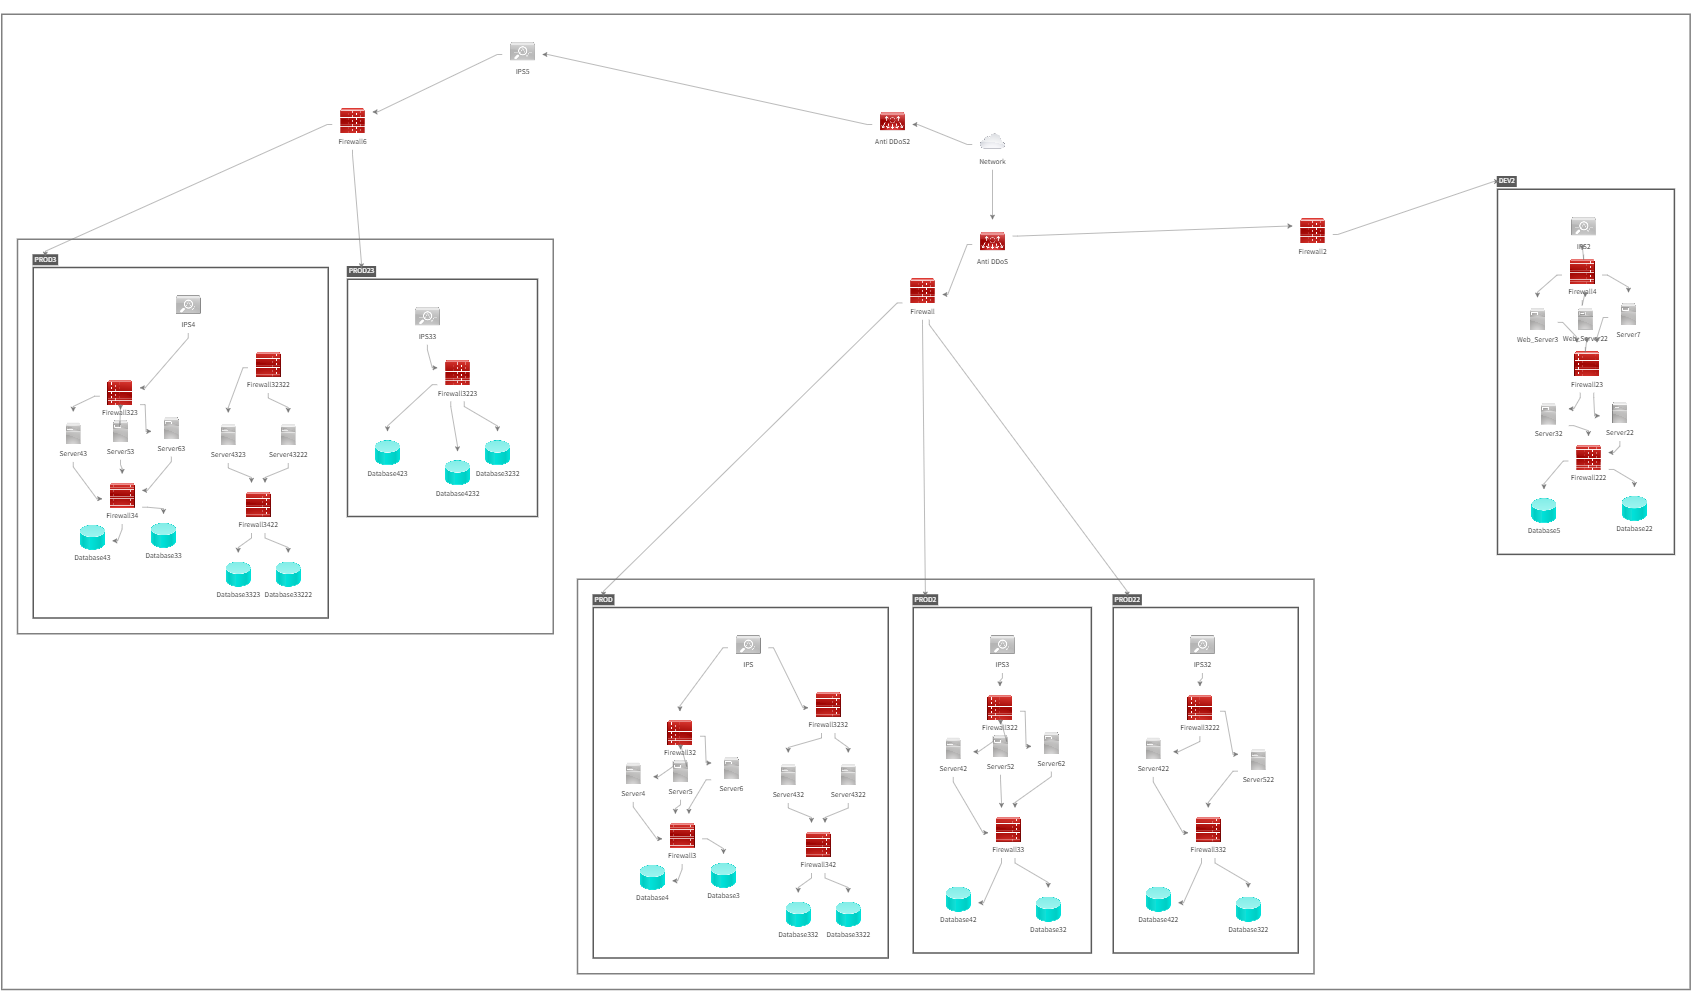 IPS5
Firewall6
Anti DDoS2
Network
DEV2
IPS2
Anti DDoS
Firewall2
PROD3
PROD23
Firewall4
Firewall
IPS4
IPS33
Web_Server3
Web_Server22
Server7
Firewall32322
Firewall23
Firewall323
Firewall3223
Server43
Server53
Server63
Server4323
Server43222
Server32
Server22
Database423
Database4232
Database3232
Firewall222
Firewall34
Firewall3422
Database5
Database22
Database43
Database33
Database3323
Database33222
PROD
PROD2
PROD22
IPS
IPS3
IPS32
Firewall32
Firewall3232
Firewall322
Firewall3222
Server4
Server5
Server6
Server432
Server4322
Server42
Server52
Server62
Server422
Server522
Firewall3
Firewall342
Firewall33
Firewall332
Database4
Database3
Database332
Database3322
Database42
Database32
Database422
Database322